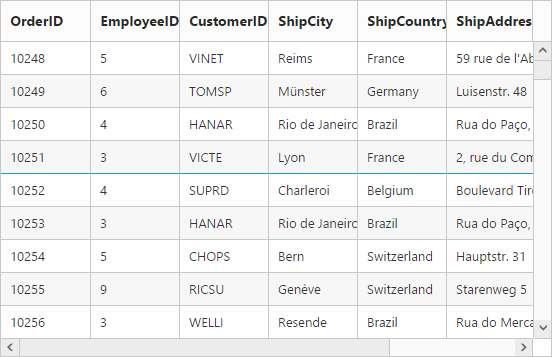 OrderID EmployeeID CustomerID ShipCity ShipCountry ShipAddres
10248 5 VINET Reims France 59 rue de l'Ab
10249 6 TOMSP Münster Germany Luisenstr. 48
10250 4 HANAR Rio de Janeiro Brazil Rua do Paço,
10251 3 VICTE Lyon France 2, rue du Com
10252 4 SUPRD Charleroi Belgium Boulevard Tire
10253 3 HANAR Rio de Janeiro Brazil Rua do Paço,
10254 5 CHOPS Bern Switzerland Hauptstr. 31
10255 9 RICSU Genève Switzerland Starenweg 5
10256 3 WELLI Resende Brazil Rua do Merca